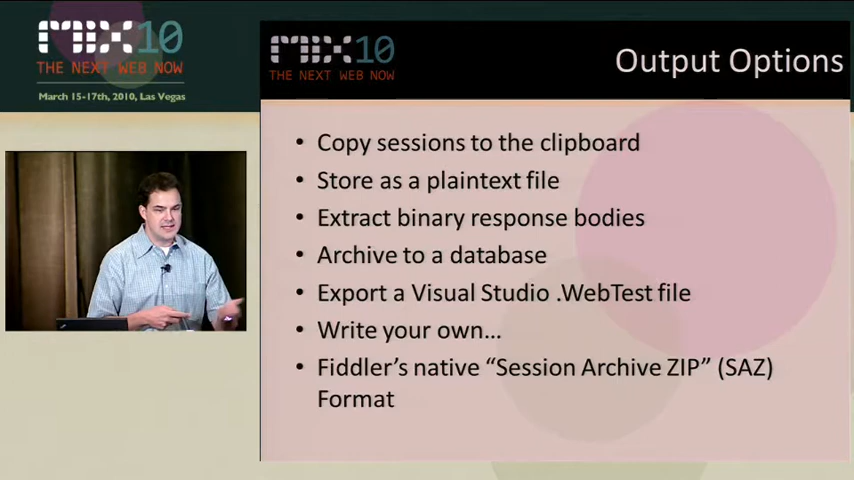 MIX10
THE NEXT WEB NOW
March 15-17th, 2010, Las Vegas
MIX10
THE NEXT WEB NOW
Output Options
• Copy sessions to the clipboard
• Store as a plaintext file
• Extract binary response bodies
• Archive to a database
• Export a Visual Studio .WebTest file
• Write your own...
• Fiddler's native “Session Archive ZIP” (SAZ)
Format